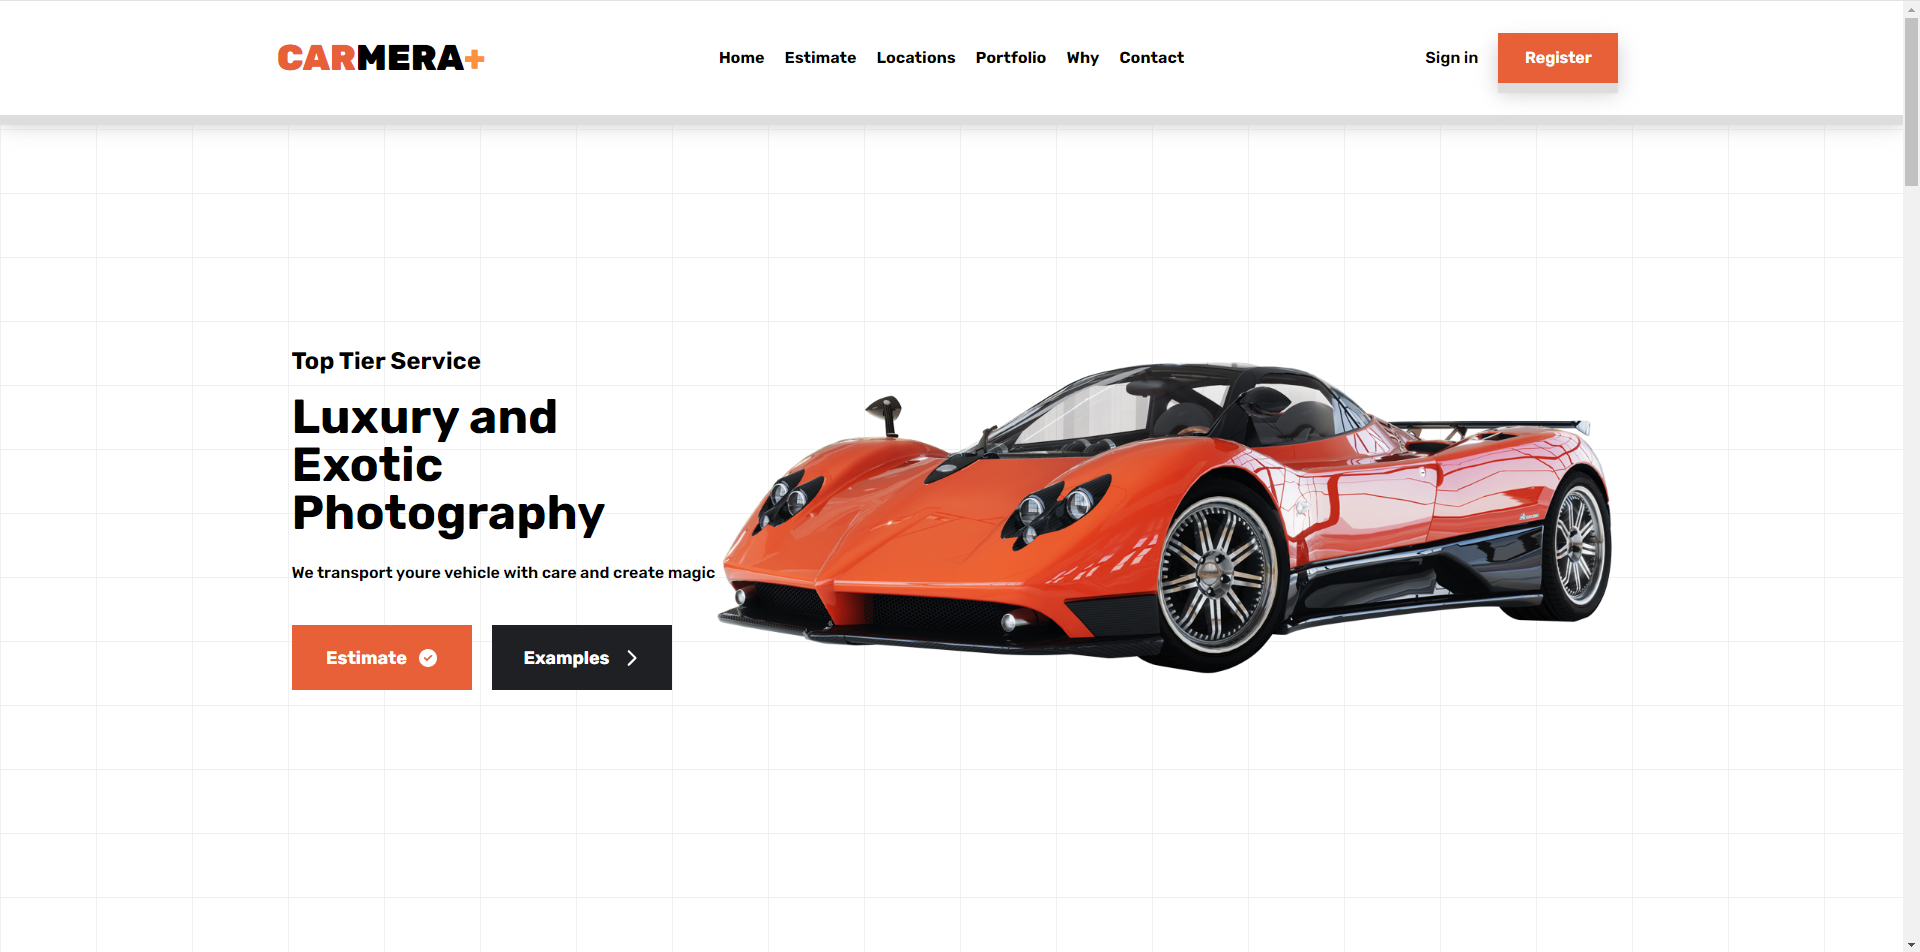 CARMERA+
Home Estimate Locations Portfolio Why Contact
Sign in Register
Top Tier Service
Luxury and
Exotic
Photography
We transport youre vehicle with care and create magic
Estimate
Examples